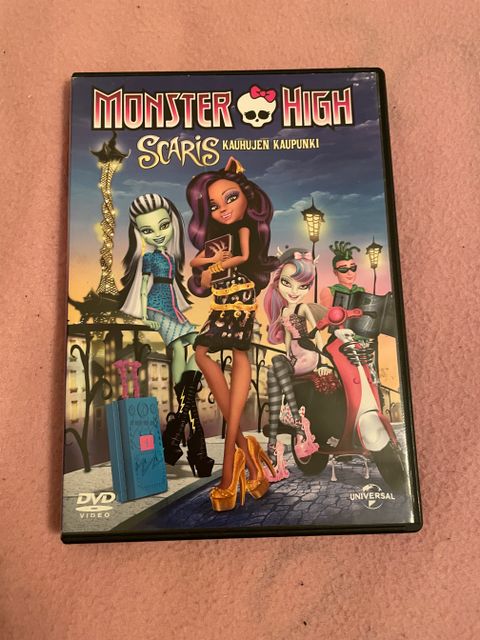 MONSTER HIGH
SCARIS KAUHUJEN KAUPUNKI
DVD
VIDEO
UNIVERSAL